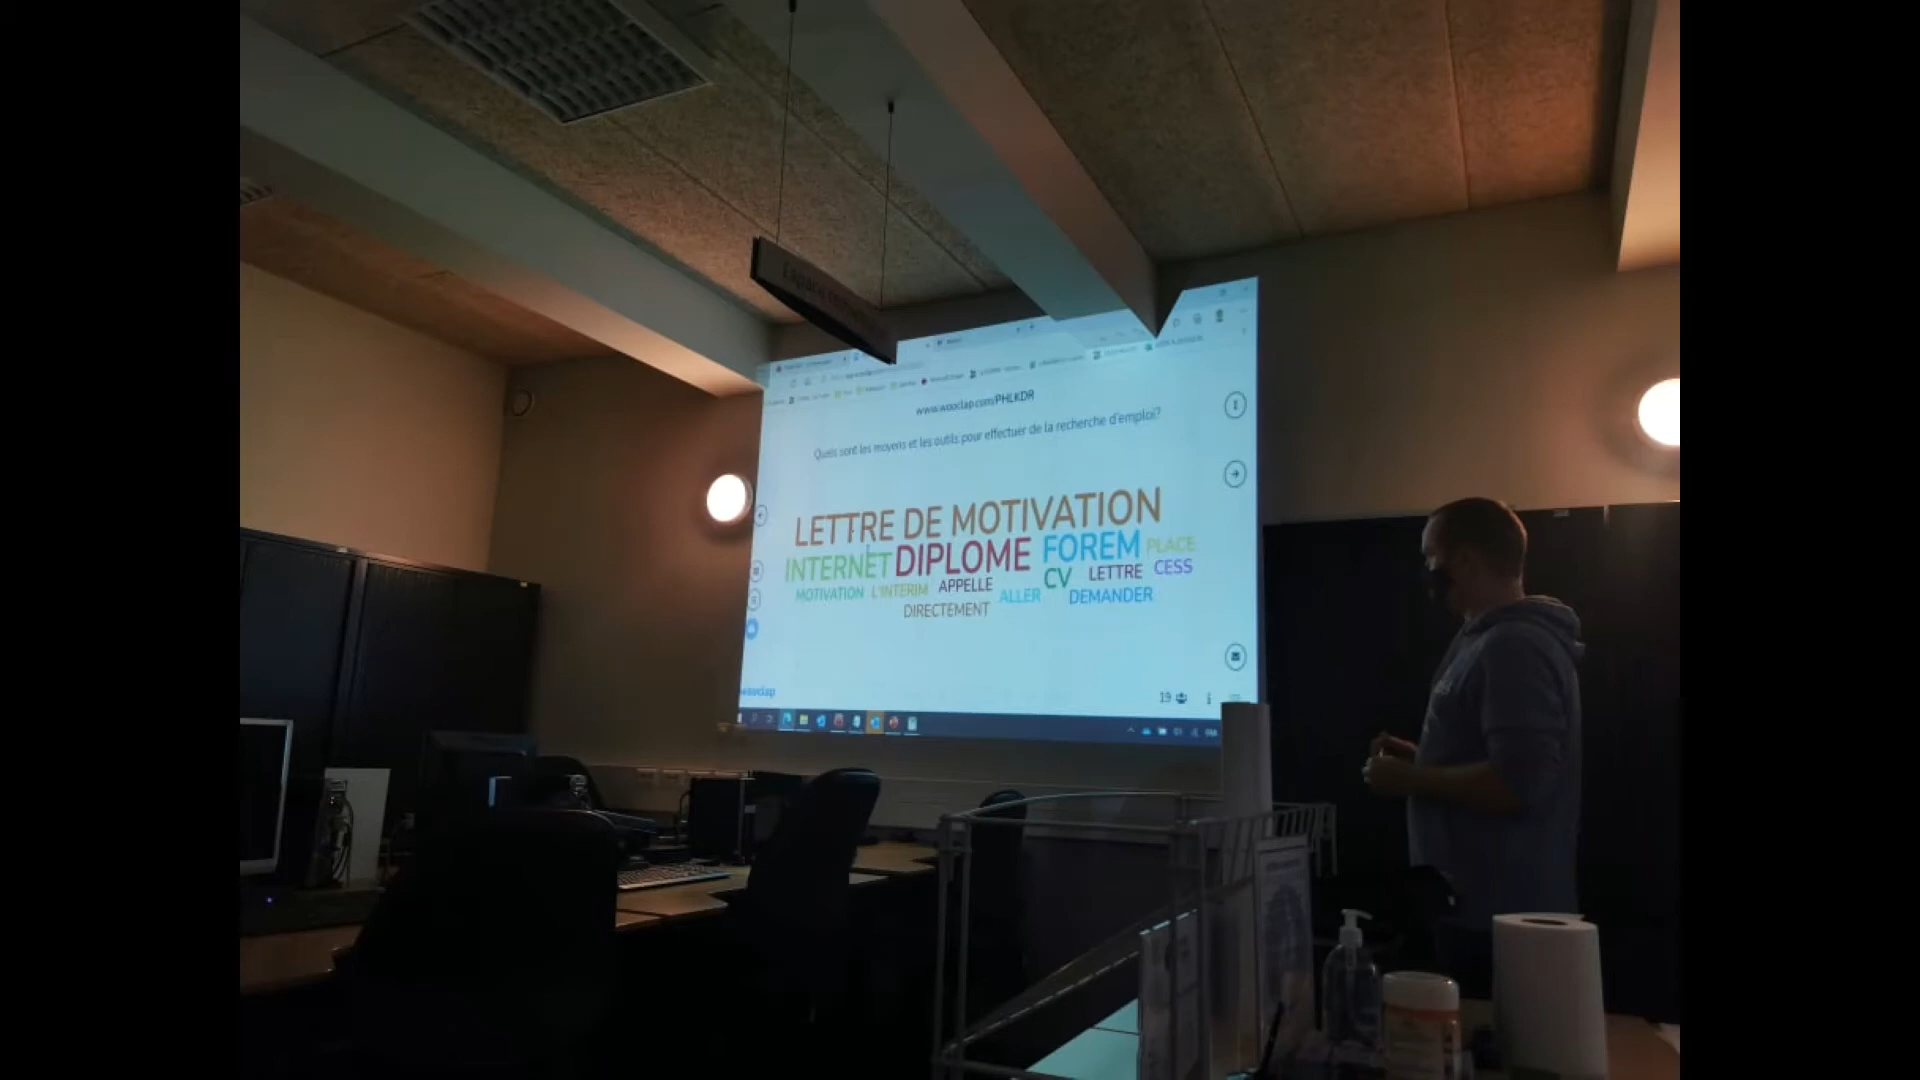 www.wooclap.com/PHLKDR
Quels sont les moyens et les outils pour effectuer de la recherche d'emploi?
LETTRE DE MOTIVATION
INTERNET DIPLOME FOREM PLACE
MOTIVATION L'INTERIM APPELLE CV LETTRE CESS
DIRECTEMENT ALLER DEMANDER
wooclap
19